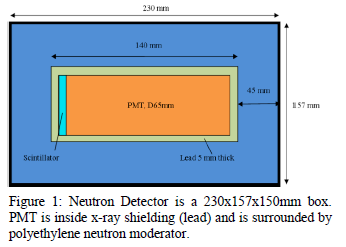 230 mm
140 mm
45 mm
157 mm
PMT, D65mm
Scintillator
Lead 5 mm thick
Figure 1: Neutron Detector is a 230x157x150mm box.
PMT is inside x-ray shielding (lead) and is surrounded by
polyethylene neutron moderator.